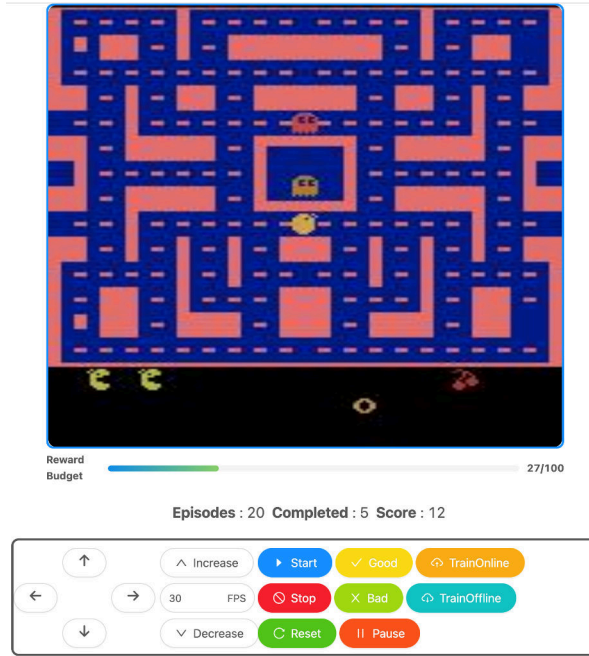 Reward
Budget
27/100
Episodes : 20 Completed : 5 Score : 12
Increase Start Good TrainOnline
30 FPS Stop Bad TrainOffline
Decrease Reset Pause